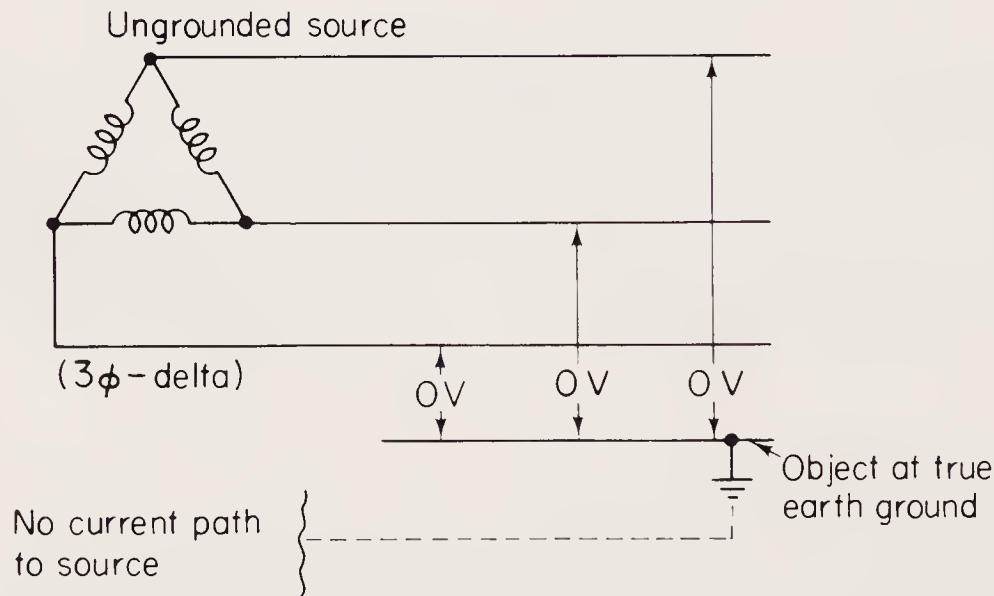 Ungrounded source
(3ϕ-delta)
0V
0V
0V
Object at true
earth ground
No current path
to source